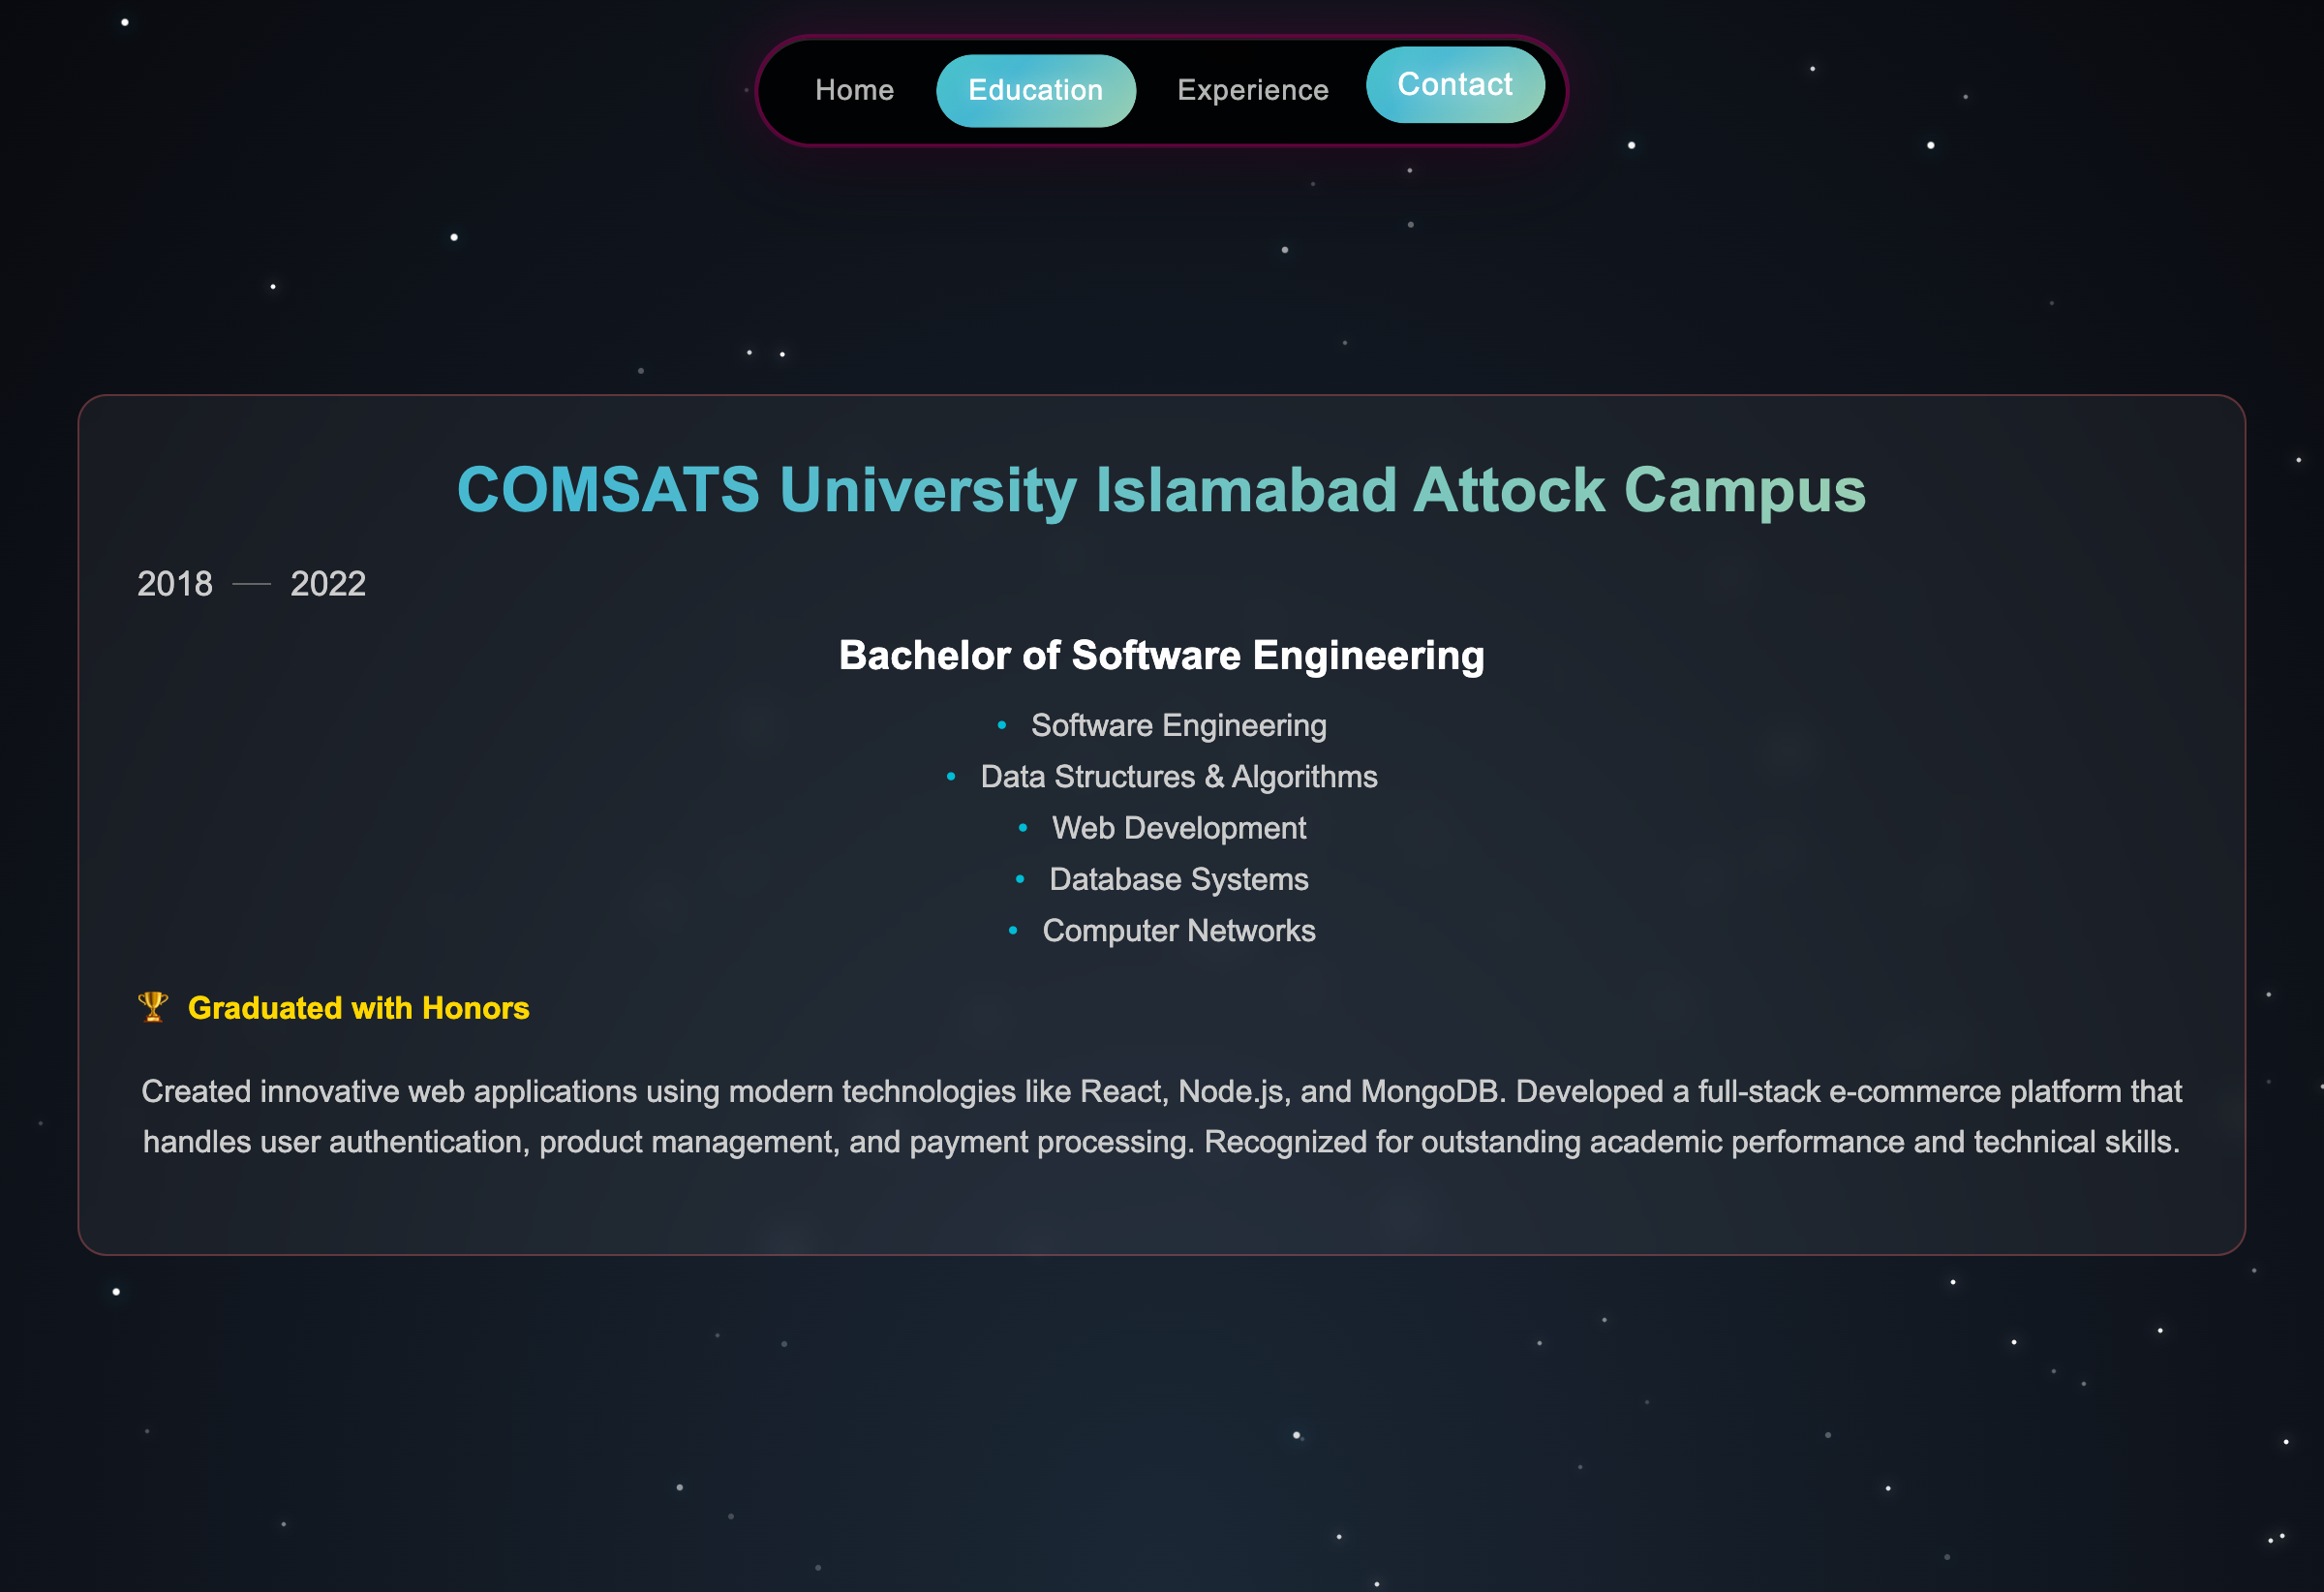 Home Education Experience Contact
COMSATS University Islamabad Attock Campus
2018 — 2022
Bachelor of Software Engineering
• Software Engineering
• Data Structures & Algorithms
• Web Development
• Database Systems
• Computer Networks
🏆 Graduated with Honors
Created innovative web applications using modern technologies like React, Node.js, and MongoDB. Developed a full-stack e-commerce platform that
handles user authentication, product management, and payment processing. Recognized for outstanding academic performance and technical skills.